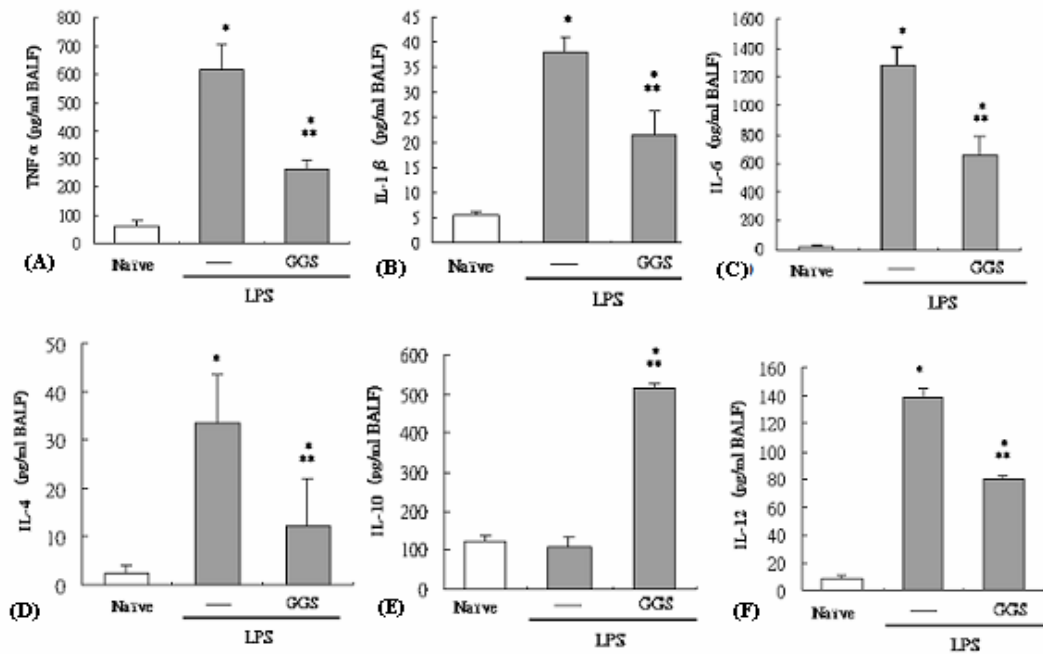 TNFα (pg/ml BALF)
800
700
600
500
400
300
200
100
0
*
*
**
(A)
Naïve
—
GGS
LPS
IL-1 β (pg/ml BALF)
45
40
35
30
25
20
15
10
5
0
*
*
**
(B)
Naïve
—
GGS
LPS
IL-6 (pg/ml BALF)
1600
1400
1200
1000
800
600
400
200
0
*
*
**
(C)
Naïve
—
GGS
LPS
IL-4 (pg/ml BALF)
50
40
30
20
10
0
*
*
**
(D)
Naïve
—
GGS
LPS
IL-10 (pg/ml BALF)
600
500
400
300
200
100
0
*
**
(E)
Naïve
—
GGS
LPS
IL-12 (pg/ml BALF)
160
140
120
100
80
60
40
20
0
*
*
**
(F)
Naïve
—
GGS
LPS